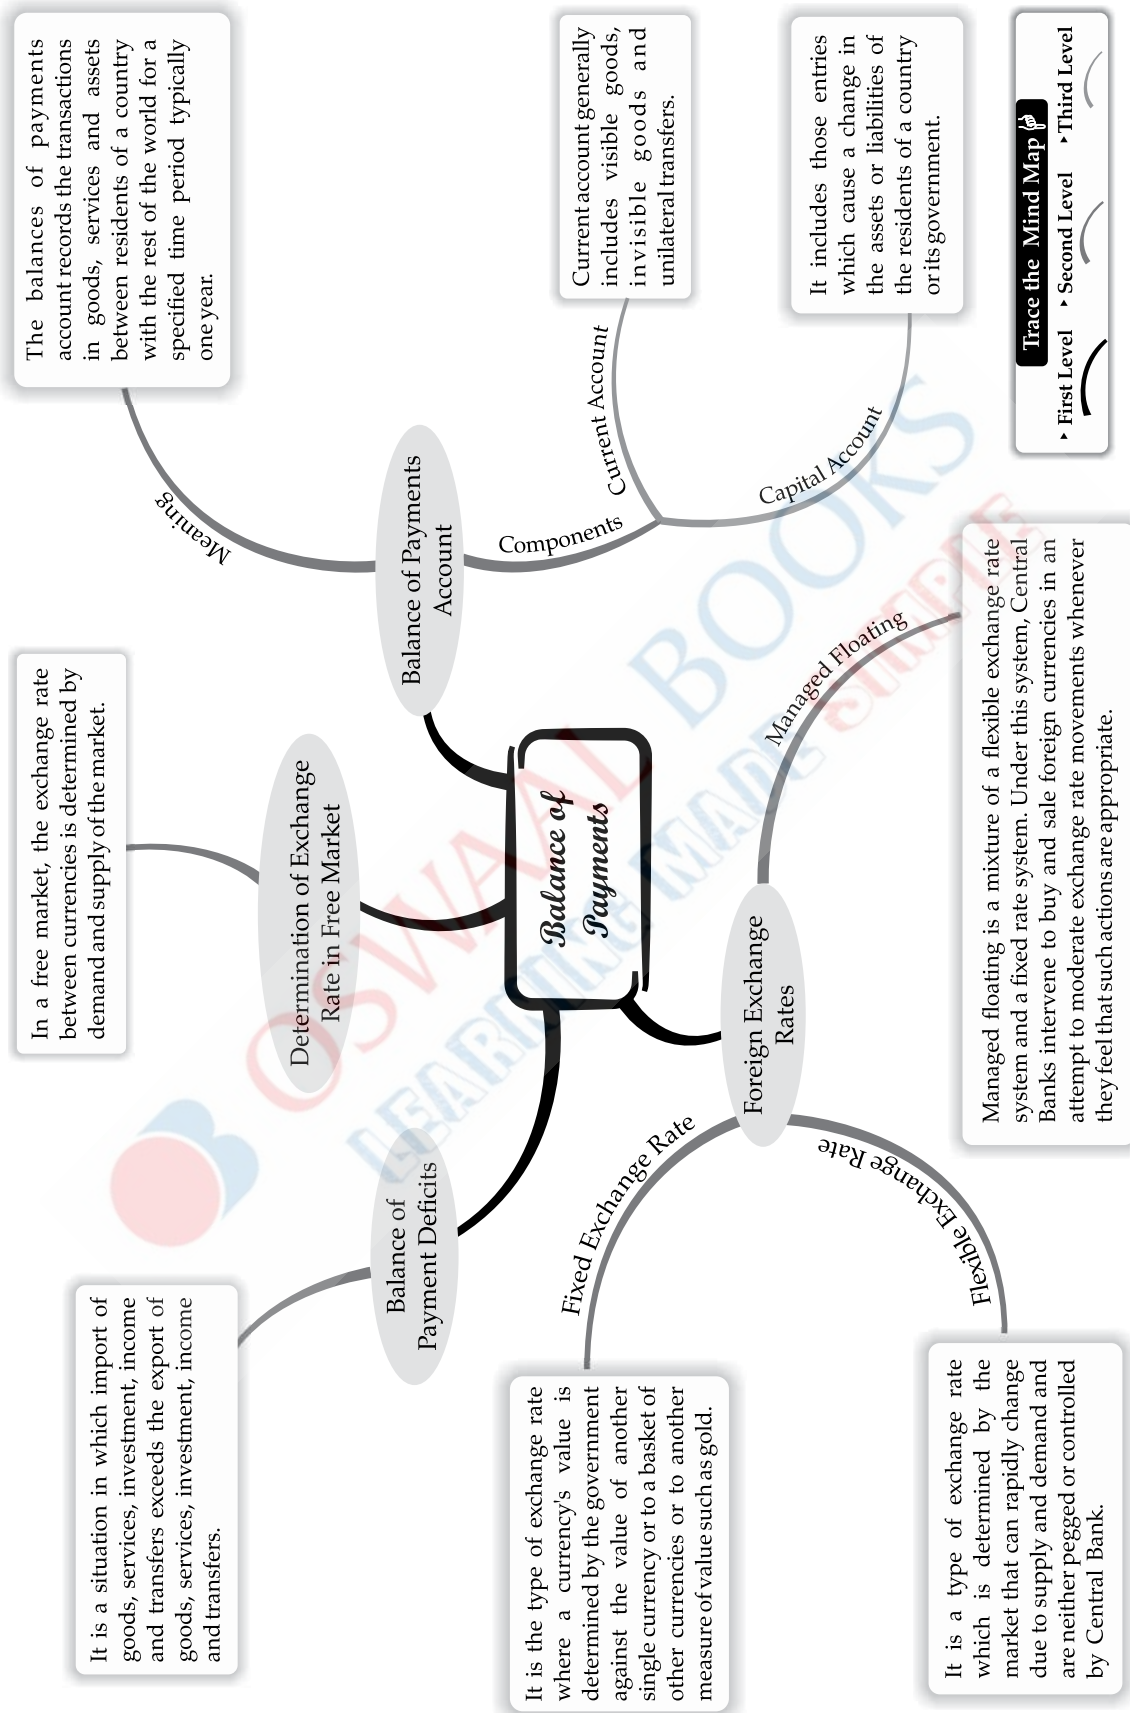 Balance of
Payments
Balance of Payments
Account
Meaning
The balances of payments
account records the transactions
in goods, services and assets
between residents of a country
with the rest of the world for a
specified time period typically
one year.
Components
Current Account
Current account generally
includes visible goods,
invisible goods and
unilateral transfers.
Capital Account
It includes those entries
which cause a change in
the assets or liabilities of
the residents of a country
or its government.
Determination of Exchange
Rate in Free Market
In a free market, the exchange rate
between currencies is determined by
demand and supply of the market.
Balance of
Payment Deficits
It is a situation in which import of
goods, services, investment, income
and transfers exceeds the export of
goods, services, investment, income
and transfers.
Foreign Exchange
Rates
Fixed Exchange Rate
It is the type of exchange rate
where a currency's value is
determined by the government
against the value of another
single currency or to a basket of
other currencies or to another
measure of value such as gold.
Flexible Exchange Rate
It is a type of exchange rate
which is determined by the
market that can rapidly change
due to supply and demand and
are neither pegged or controlled
by Central Bank.
Managed Floating
Managed floating is a mixture of a flexible exchange rate
system and a fixed rate system. Under this system, Central
Banks intervene to buy and sale foreign currencies in an
attempt to moderate exchange rate movements whenever
they feel that such actions are appropriate.
Trace the Mind Map
First Level Second Level Third Level
OSWAAL BOOKS
LEARNING MADE SIMPLE